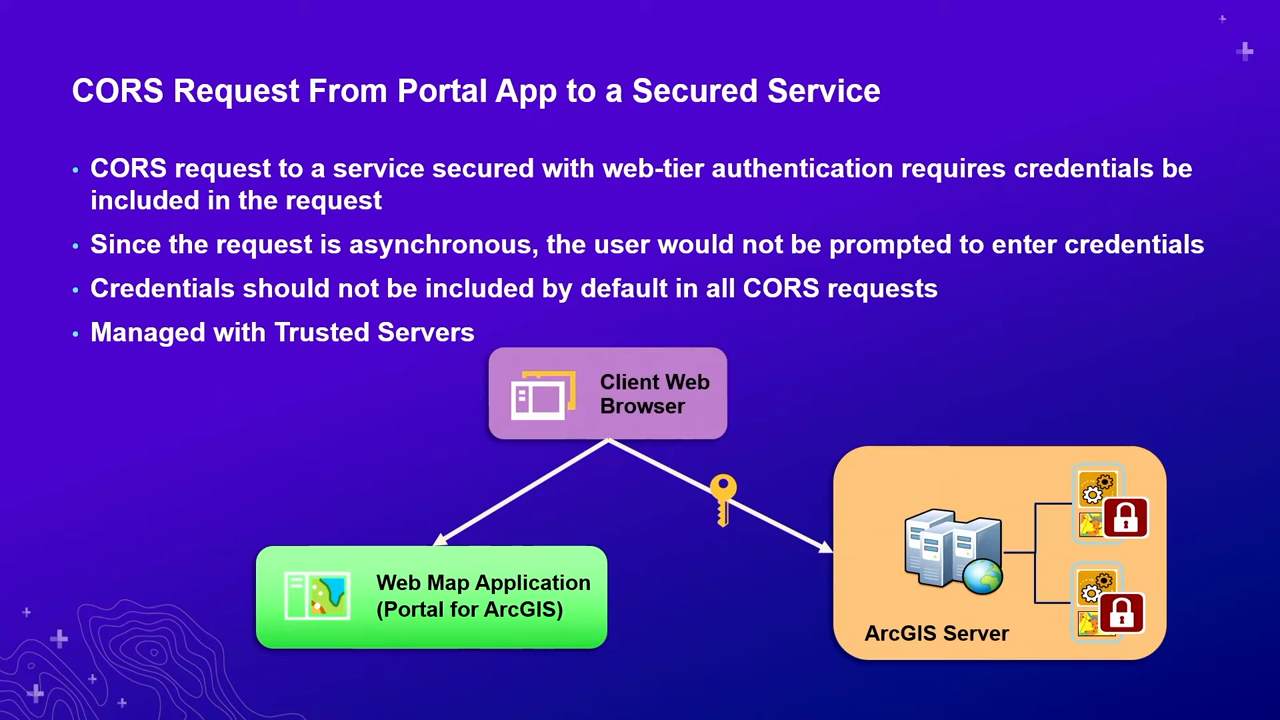 CORS Request From Portal App to a Secured Service
• CORS request to a service secured with web-tier authentication requires credentials be
included in the request
• Since the request is asynchronous, the user would not be prompted to enter credentials
• Credentials should not be included by default in all CORS requests
• Managed with Trusted Servers
Client Web
Browser
Web Map Application
(Portal for ArcGIS)
ArcGIS Server